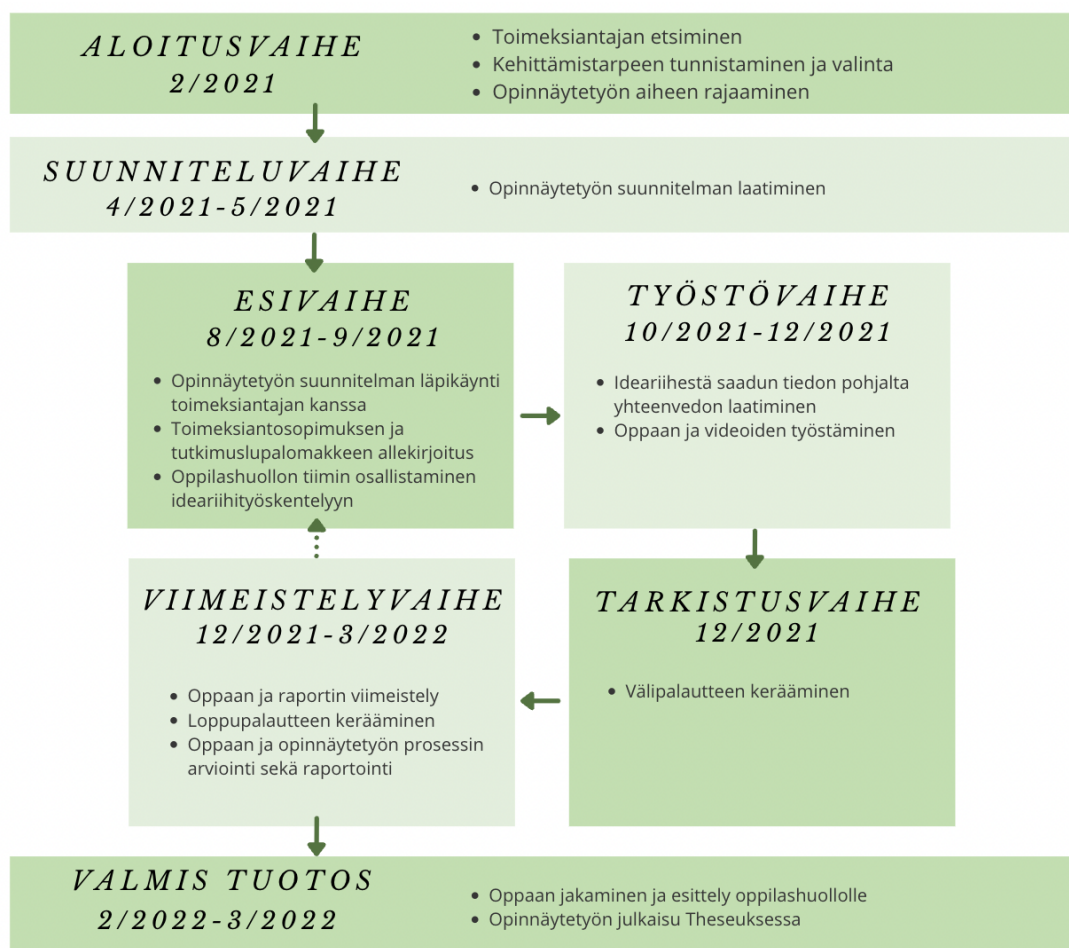 ALOITUSVAIHE
2/2021
• Toimeksiantajan etsiminen
• Kehittämistarpeen tunnistaminen ja valinta
• Opinnäytetyön aiheen rajaaminen
SUUNNITELUVAIHE
4/2021-5/2021
• Opinnäytetyön suunnitelman laatiminen
ESIVAIHE
8/2021-9/2021
• Opinnäytetyön suunnitelman läpikäynti
toimeksiantajan kanssa
• Toimeksiantosopimuksen ja
tutkimuslupalomakkeen allekirjoitus
• Oppilashuollon tiimin osallistaminen
ideariihityöskentelyyn
TYÖSTÖVAIHE
10/2021-12/2021
• Ideariihestä saadun tiedon pohjalta
yhteenvedon laatiminen
• Oppaan ja videoiden työstäminen
VIIMEISTELYVAIHE
12/2021-3/2022
• Oppaan ja raportin viimeistely
• Loppupalautteen kerääminen
• Oppaan ja opinnäytetyön prosessin
arviointi sekä raportointi
TARKISTUSVAIHE
12/2021
• Välipalautteen kerääminen
VALMIS TUOTOS
2/2022-3/2022
• Oppaan jakaminen ja esittely oppilashuollolle
• Opinnäytetyön julkaisu Theseuksessa